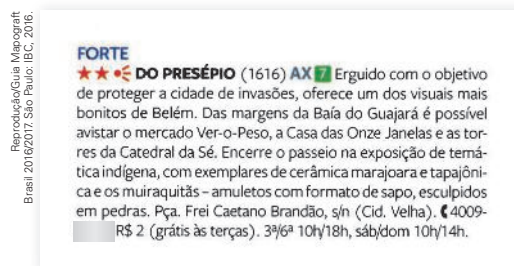 Reprodução/Guia Mapograft
Brasil 2016/2017. São Paulo: IBC, 2016.
FORTE
DO PRESÉPIO (1616) AX 7 Erguido com o objetivo
de proteger a cidade de invasões, oferece um dos visuais mais
bonitos de Belém. Das margens da Baía do Guajará é possível
avistar o mercado Ver-o-Peso, a Casa das Onze Janelas e as tor-
res da Catedral da Sé. Encerre o passeio na exposição de temá-
tica indígena, com exemplares de cerâmica marajoara e tapajôni-
ca e os muiraquitãs – amuletos com formato de sapo, esculpidos
em pedras. Pça. Frei Caetano Brandão, s/n (Cid. Velha). 4009-
R$ 2 (grátis às terças). 3ª/6ª 10h/18h, sáb/dom 10h/14h.